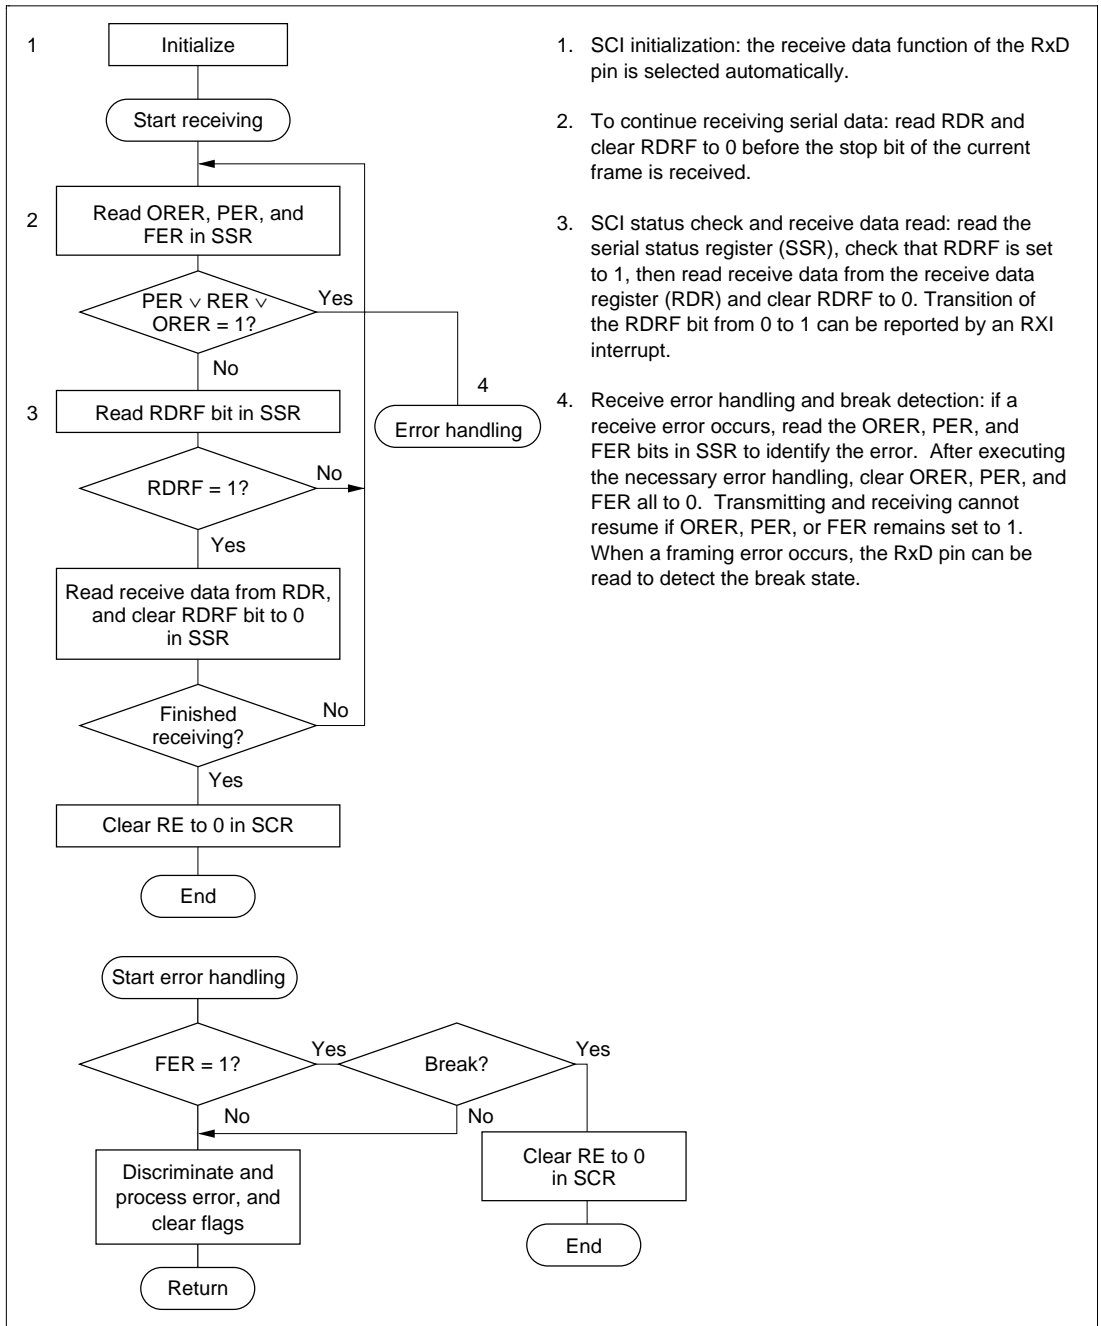 1
Initialize
Start receiving
2
Read ORER, PER, and
FER in SSR
PER ∨ RER ∨
ORER = 1?
Yes
No
4
Error handling
3
Read RDRF bit in SSR
RDRF = 1?
No
Yes
Read receive data from RDR,
and clear RDRF bit to 0
in SSR
Finished
receiving?
No
Yes
Clear RE to 0 in SCR
End
1. SCI initialization: the receive data function of the RxD
pin is selected automatically.
2. To continue receiving serial data: read RDR and
clear RDRF to 0 before the stop bit of the current
frame is received.
3. SCI status check and receive data read: read the
serial status register (SSR), check that RDRF is set
to 1, then read receive data from the receive data
register (RDR) and clear RDRF to 0. Transition of
the RDRF bit from 0 to 1 can be reported by an RXI
interrupt.
4. Receive error handling and break detection: if a
receive error occurs, read the ORER, PER, and
FER bits in SSR to identify the error. After executing
the necessary error handling, clear ORER, PER, and
FER all to 0. Transmitting and receiving cannot
resume if ORER, PER, or FER remains set to 1.
When a framing error occurs, the RxD pin can be
read to detect the break state.
Start error handling
FER = 1?
Yes
Break?
Yes
No
No
Discriminate and
process error, and
clear flags
Return
Clear RE to 0
in SCR
End